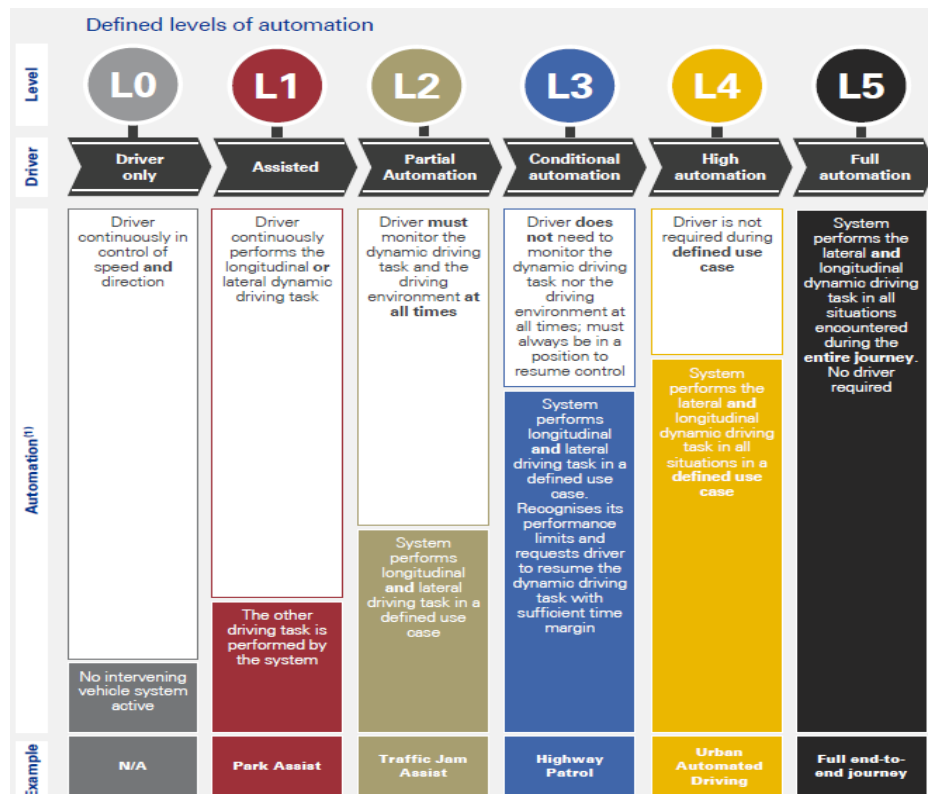 Defined levels of automation
Level
L0
L1
L2
L3
L4
L5
Driver
Driver
only
Assisted
Partial
Automation
Conditional
automation
High
automation
Full
automation
Automation(1)
Driver
continuously in
control of
speed and
direction
No intervening
vehicle system
active
Driver
continuously
performs the
longitudinal or
lateral dynamic
driving task
The other
driving task is
performed by
the system
Driver must
monitor the
dynamic driving
task and the
driving
environment at
all times
System
performs
longitudinal
and lateral
driving task in a
defined use
case
Driver does
not need to
monitor the
dynamic driving
task nor the
driving
environment at
all times; must
always be in a
position to
resume control
System
performs
longitudinal
and lateral
driving task in a
defined use
case.
Recognises its
performance
limits and
requests driver
to resume the
dynamic driving
task with
sufficient time
margin
Driver is not
required during
defined use
case
System
performs the
lateral and
longitudinal
dynamic driving
task in all
situations in a
defined use
case
System
performs the
lateral and
longitudinal
dynamic driving
task in all
situations
encountered
during the
entire journey.
No driver
required
Example
N/A
Park Assist
Traffic Jam
Assist
Highway
Patrol
Urban
Automated
Driving
Full end-to-
end journey